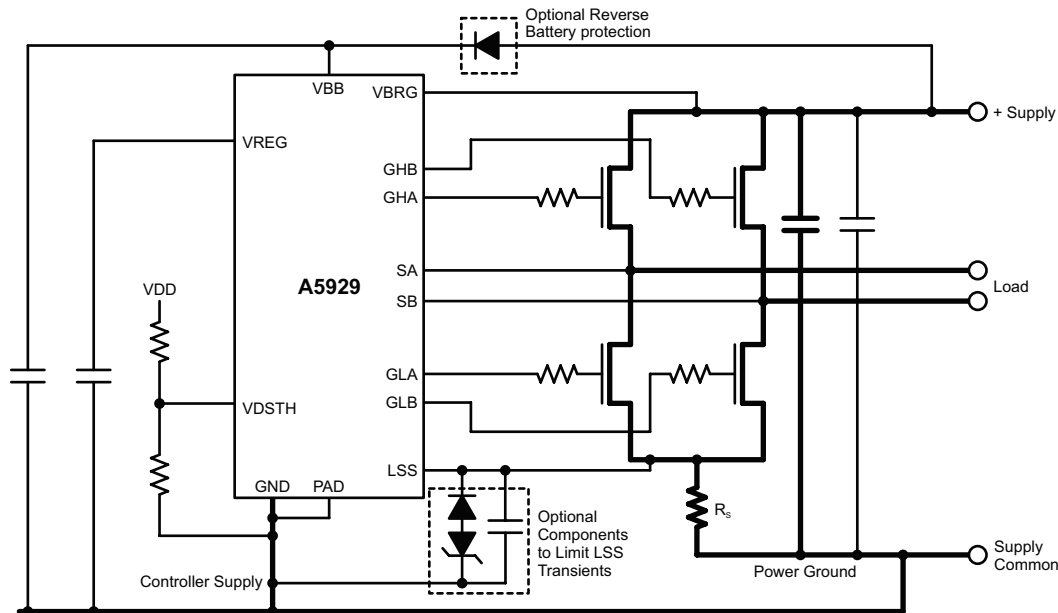 Optional Reverse
Battery protection
VBB
VBRG
+ Supply
VREG
GHB
GHA
SA
A5929
SB
Load
VDD
GLA
GLB
VDSTH
LSS
GND
PAD
Optional
Components
to Limit LSS
Transients
RS
Controller Supply
Power Ground
Supply
Common